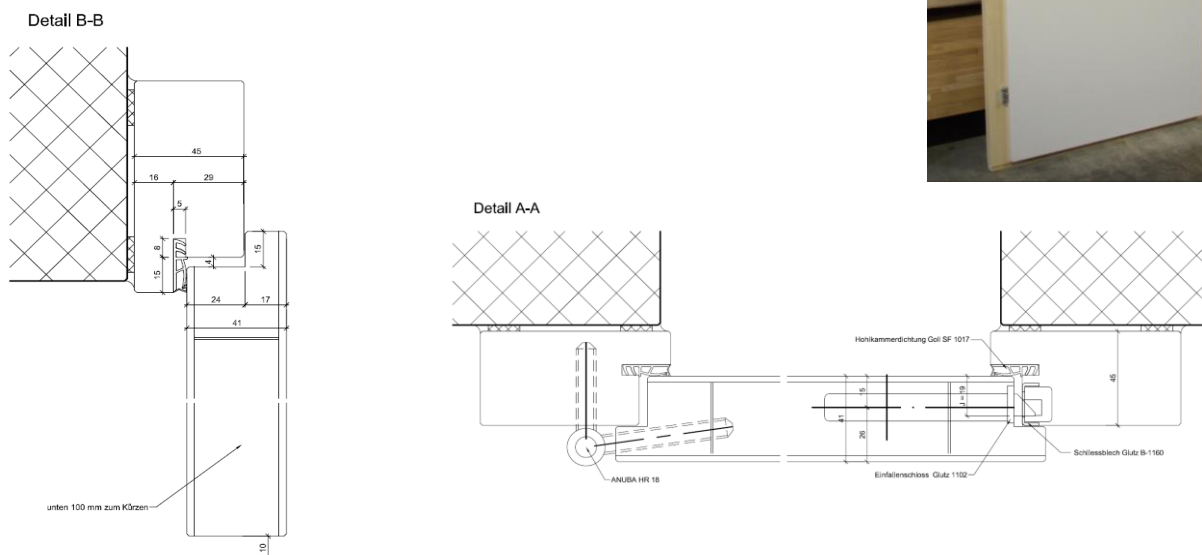 Detail B-B
45
16
29
5
8
15
4
15
24
17
41
unten 100 mm zum Kürzen
10
Detail A-A
Hohlkammerdichtung Goll SF 1017
15
41
26
J = 19
45
Schliessblech Glutz B-1160
Einfallenschloss Glutz 1102
ANUBA HR 18